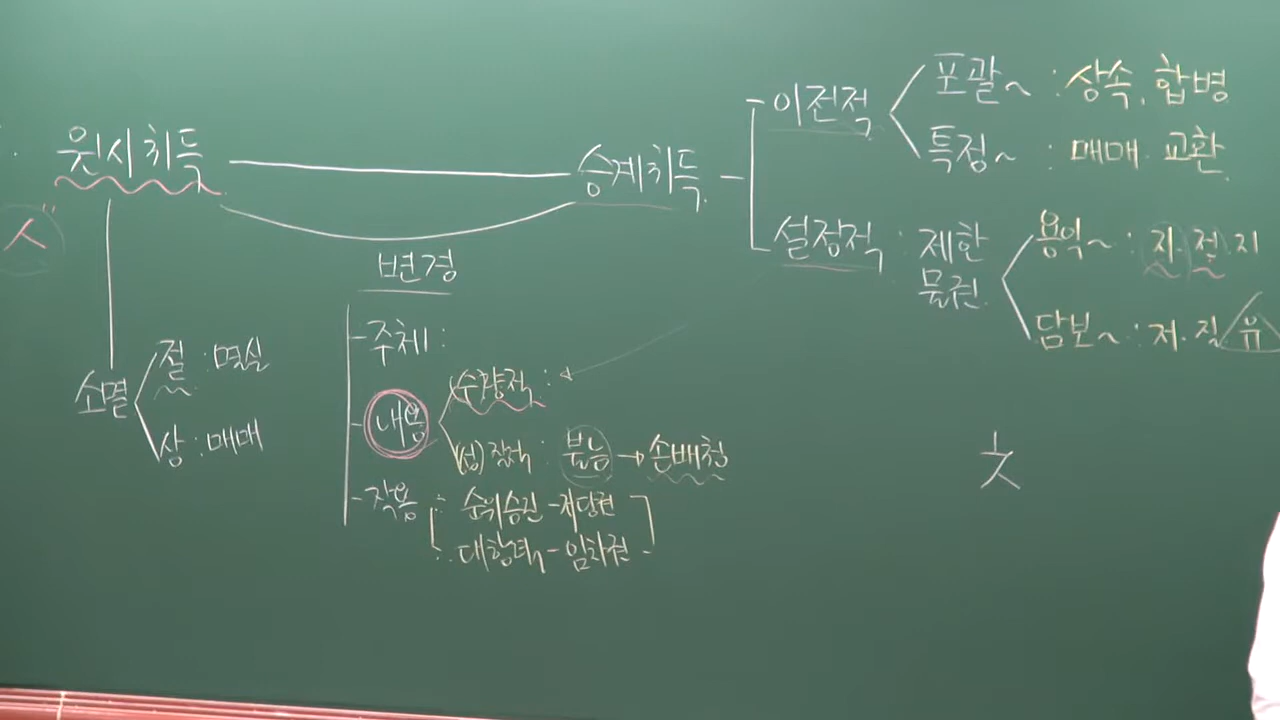 원시취득
승계취득
이전적
포괄~ : 상속, 합병
특정~ : 매매. 교환
설정적 : 제한
물권
용익~ : 지.전.지
담보~ : 저.질.유
변경
주체 :
내용
수량적 :
(성)질적 : 불능 → 손배청
작용 : 순위승진 - 저당권
대항력 - 임차권
소멸
절 : 멸실
상 : 매매
ㅅ"
ㅊ